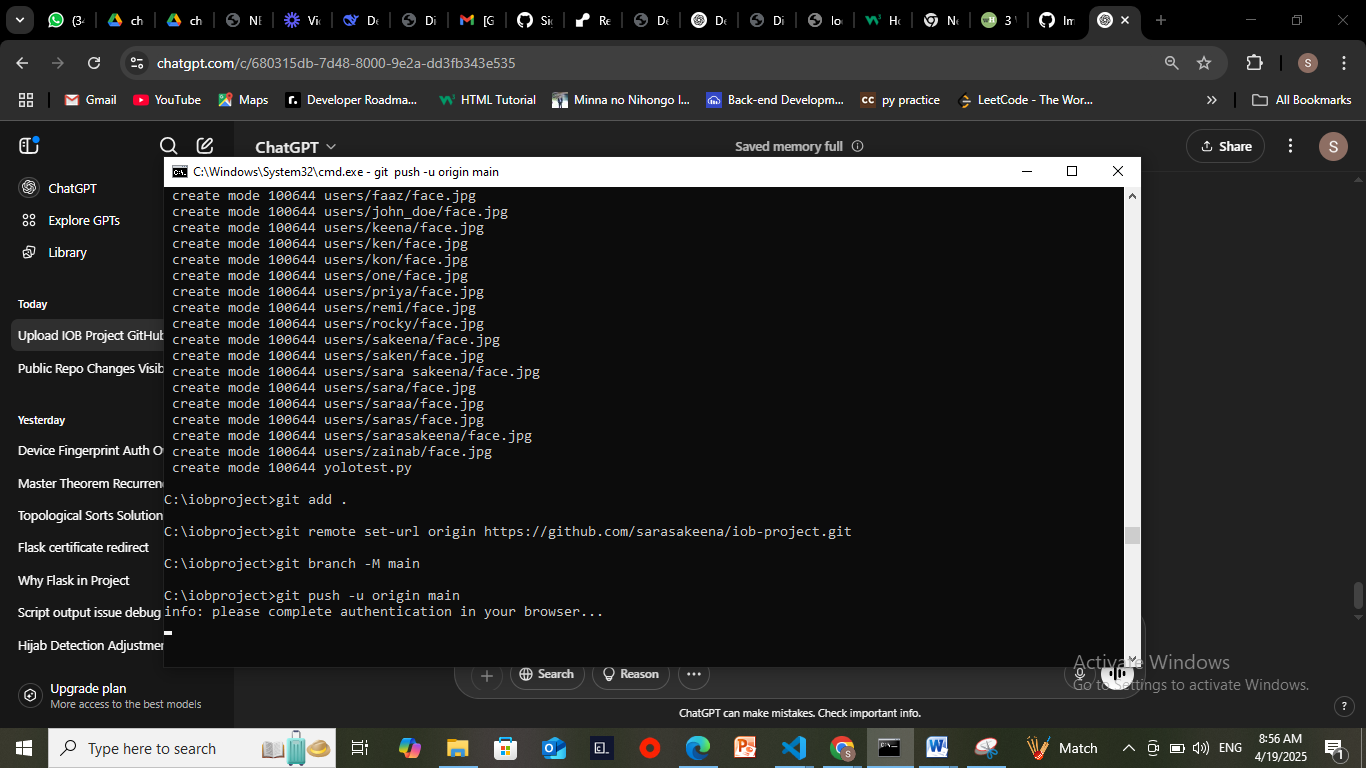 (3
ch
ch
NE
Vi
De
Di
[G
Sig
Re
De
De
Di
lo
Ho
Ne
3
Im
chatgpt.com/c/680315db-7d48-8000-9e2a-dd3fb343e535
S
Gmail
YouTube
Maps
Developer Roadma...
HTML Tutorial
Minna no Nihongo I...
Back-end Developm...
CC py practice
LeetCode - The Wor...
All Bookmarks
ChatGPT
Saved memory full
Share
S
ChatGPT
Explore GPTs
Library
Today
Upload IOB Project GitHub
Public Repo Changes Visib
Yesterday
Device Fingerprint Auth O
Master Theorem Recurren
Topological Sorts Solution
Flask certificate redirect
Why Flask in Project
Script output issue debug
Hijab Detection Adjustmen
Upgrade plan
More access to the best models
C:\Windows\System32\cmd.exe - git push -u origin main
create mode 100644 users/faaz/face.jpg
create mode 100644 users/john_doe/face.jpg
create mode 100644 users/keena/face.jpg
create mode 100644 users/ken/face.jpg
create mode 100644 users/kon/face.jpg
create mode 100644 users/one/face.jpg
create mode 100644 users/priya/face.jpg
create mode 100644 users/remi/face.jpg
create mode 100644 users/rocky/face.jpg
create mode 100644 users/sakeena/face.jpg
create mode 100644 users/saken/face.jpg
create mode 100644 users/sara sakeena/face.jpg
create mode 100644 users/sara/face.jpg
create mode 100644 users/saraa/face.jpg
create mode 100644 users/saras/face.jpg
create mode 100644 users/sarasakeena/face.jpg
create mode 100644 users/zainab/face.jpg
create mode 100644 yolotest.py
C:\iobproject>git add .
C:\iobproject>git remote set-url origin https://github.com/sarasakeena/iob-project.git
C:\iobproject>git branch -M main
C:\iobproject>git push -u origin main
info: please complete authentication in your browser...
Search
Reason
Activate Windows
Go to Settings to activate Windows.
ChatGPT can make mistakes. Check important info.
?
Type here to search
Match
ENG
8:56 AM
4/19/2025
1